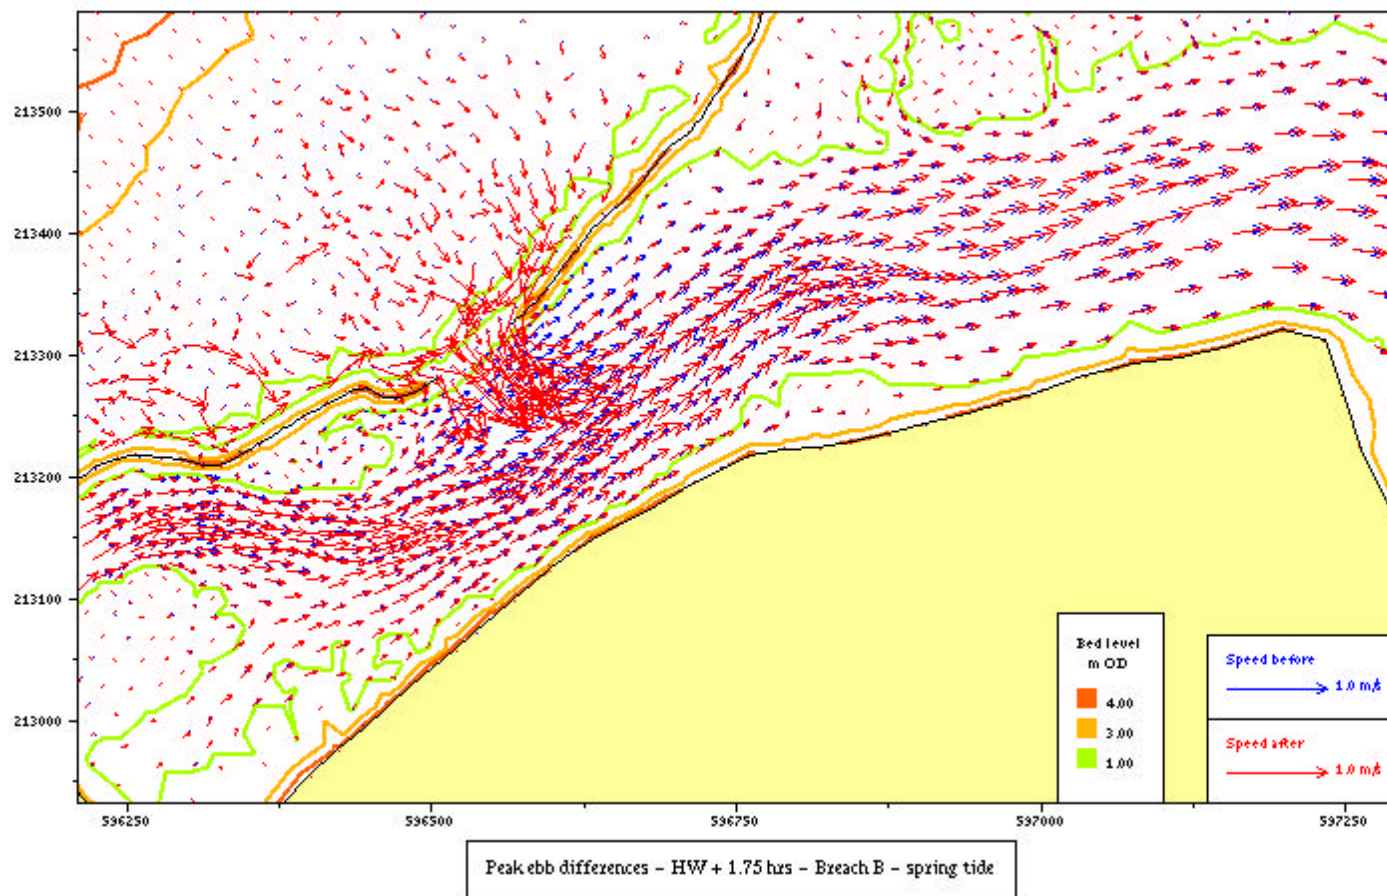 213500
213400
213300
213200
213100
213000
596250
596500
596750
597000
597250
Bed level
m OD
4.00
3.00
1.00
Speed before
1.0 m/s
Speed after
1.0 m/s
Peak ebb differences – HW + 1.75 hrs – Breach B – spring tide